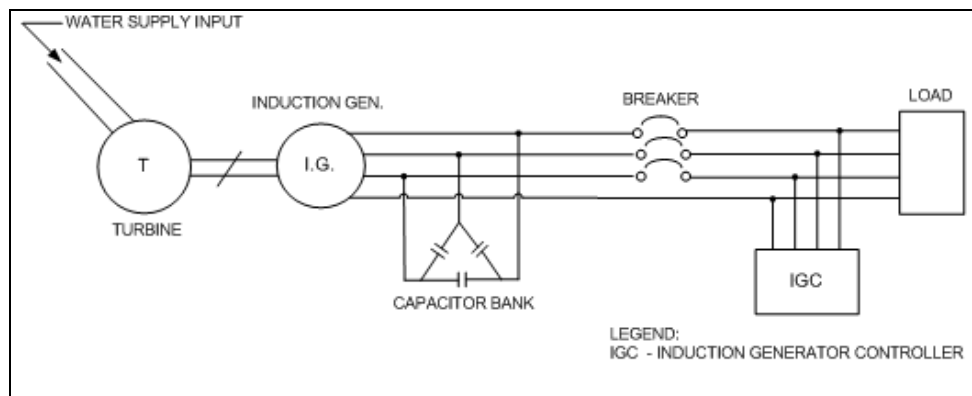 WATER SUPPLY INPUT
INDUCTION GEN.
BREAKER
LOAD
T
I.G.
TURBINE
CAPACITOR BANK
IGC
LEGEND:
IGC - INDUCTION GENERATOR CONTROLLER